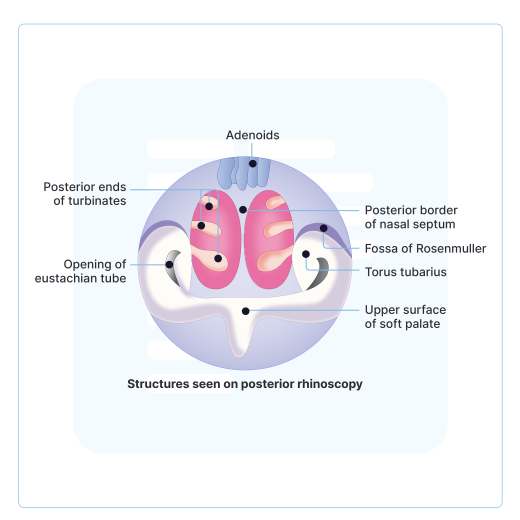 Adenoids
Posterior ends
of turbinates
Posterior border
of nasal septum
Fossa of Rosenmuller
Opening of
eustachian tube
Torus tubarius
Upper surface
of soft palate
Structures seen on posterior rhinoscopy